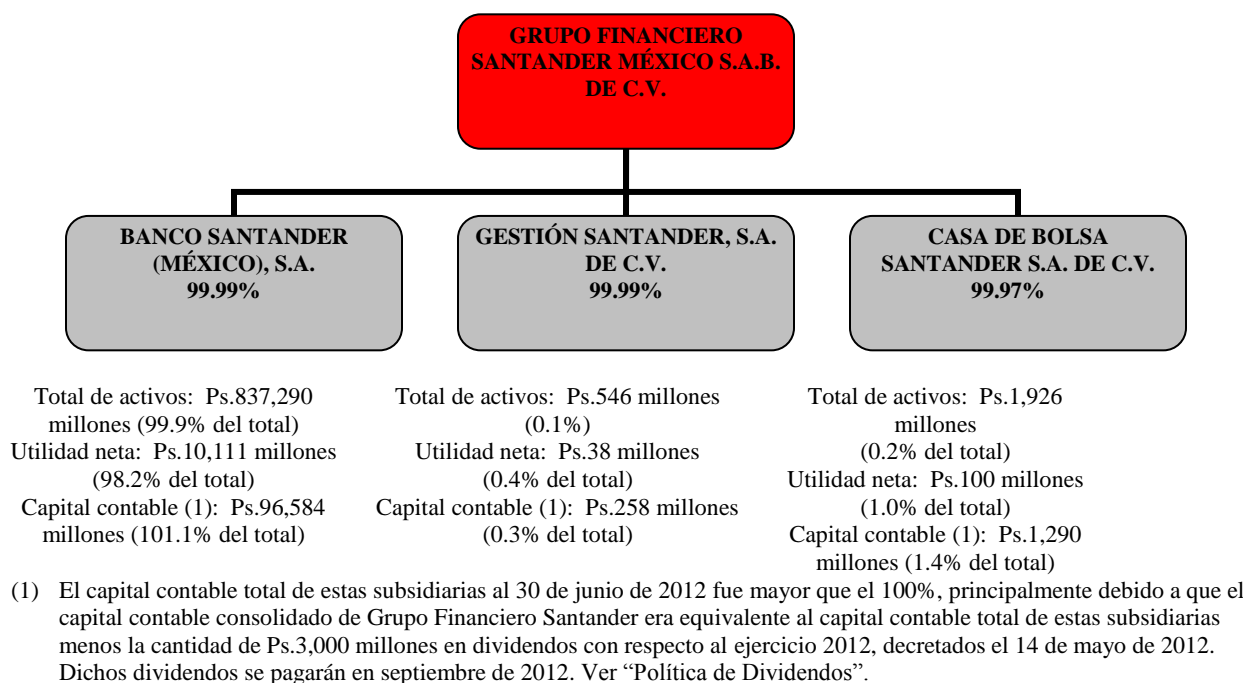 GRUPO FINANCIERO
SANTANDER MÉXICO S.A.B.
DE C.V.
BANCO SANTANDER
(MÉXICO), S.A.
99.99%
GESTIÓN SANTANDER, S.A.
DE C.V.
99.99%
CASA DE BOLSA
SANTANDER S.A. DE C.V.
99.97%
Total de activos: Ps.837,290
millones (99.9% del total)
Utilidad neta: Ps.10,111 millones
(98.2% del total)
Capital contable (1): Ps.96,584
millones (101.1% del total)
Total de activos: Ps.546 millones
(0.1%)
Utilidad neta: Ps.38 millones
(0.4% del total)
Capital contable (1): Ps.258 millones
(0.3% del total)
Total de activos: Ps.1,926
millones
(0.2% del total)
Utilidad neta: Ps.100 millones
(1.0% del total)
Capital contable (1): Ps.1,290
millones (1.4% del total)
(1) El capital contable total de estas subsidiarias al 30 de junio de 2012 fue mayor que el 100%, principalmente debido a que el
capital contable consolidado de Grupo Financiero Santander era equivalente al capital contable total de estas subsidiarias
menos la cantidad de Ps.3,000 millones en dividendos con respecto al ejercicio 2012, decretados el 14 de mayo de 2012.
Dichos dividendos se pagarán en septiembre de 2012. Ver “Política de Dividendos”.